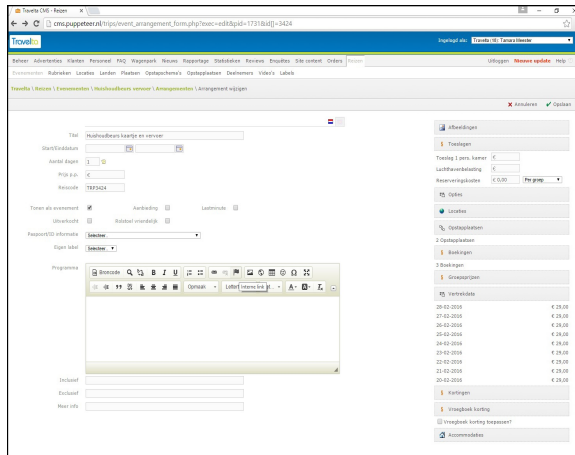 Travelta CMS - Reizen
cms.puppeteer.nl/trips/event_arrangement_form.php?exec=edit&pid=1731&id[]=3424
Travelto
Ingelogd als: Travelta (10) Tamara Meester
Beheer Advertenties Klanten Personeel FAQ Wagenpark Nieuws Rapportage Statistieken Reviews Enquêtes Site content Orders Reizen
Uitloggen Nieuwe update Help
Evenementen Rubrieken Locaties Landen Plaatsen Opstapschema's Opstapplaatsen Deelnemers Video's Labels
Travelta \ Reizen \ Evenementen \ Huishoudbeurs vervoer \ Arrangementen \ Arrangement wijzigen
Annuleren Opslaan
Titel Huishoudbeurs kaartje en vervoer
Start/Einddatum
Aantal dagen 1
Prijs p.p. €
Reiscode TRP3424
Tonen als evenement Aanbieding Lastminute
Uitverkocht Rolstoel vriendelijk
Paspoort/ID informatie Selecteer..
Eigen label Selecteer..
Programma
Broncode
Opmaak Lettert
Interne link
Inclusief
Exclusief
Meer info
Afbeeldingen
Toeslagen
Toeslag 1 pers. kamer €
Luchthavenbelasting €
Reserveringskosten € 0,00 Per groep
Opties
Locaties
Opstapplaatsen
2 Opstapplaatsen
Boekingen
3 Boekingen
Groepsprijzen
Vertrekdata
28-02-2016 € 29,00
27-02-2016 € 29,00
26-02-2016 € 29,00
25-02-2016 € 29,00
24-02-2016 € 29,00
23-02-2016 € 29,00
22-02-2016 € 29,00
21-02-2016 € 29,00
20-02-2016 € 29,00
Kortingen
Vroegboek korting
Vroegboek korting toepassen?
Accommodaties